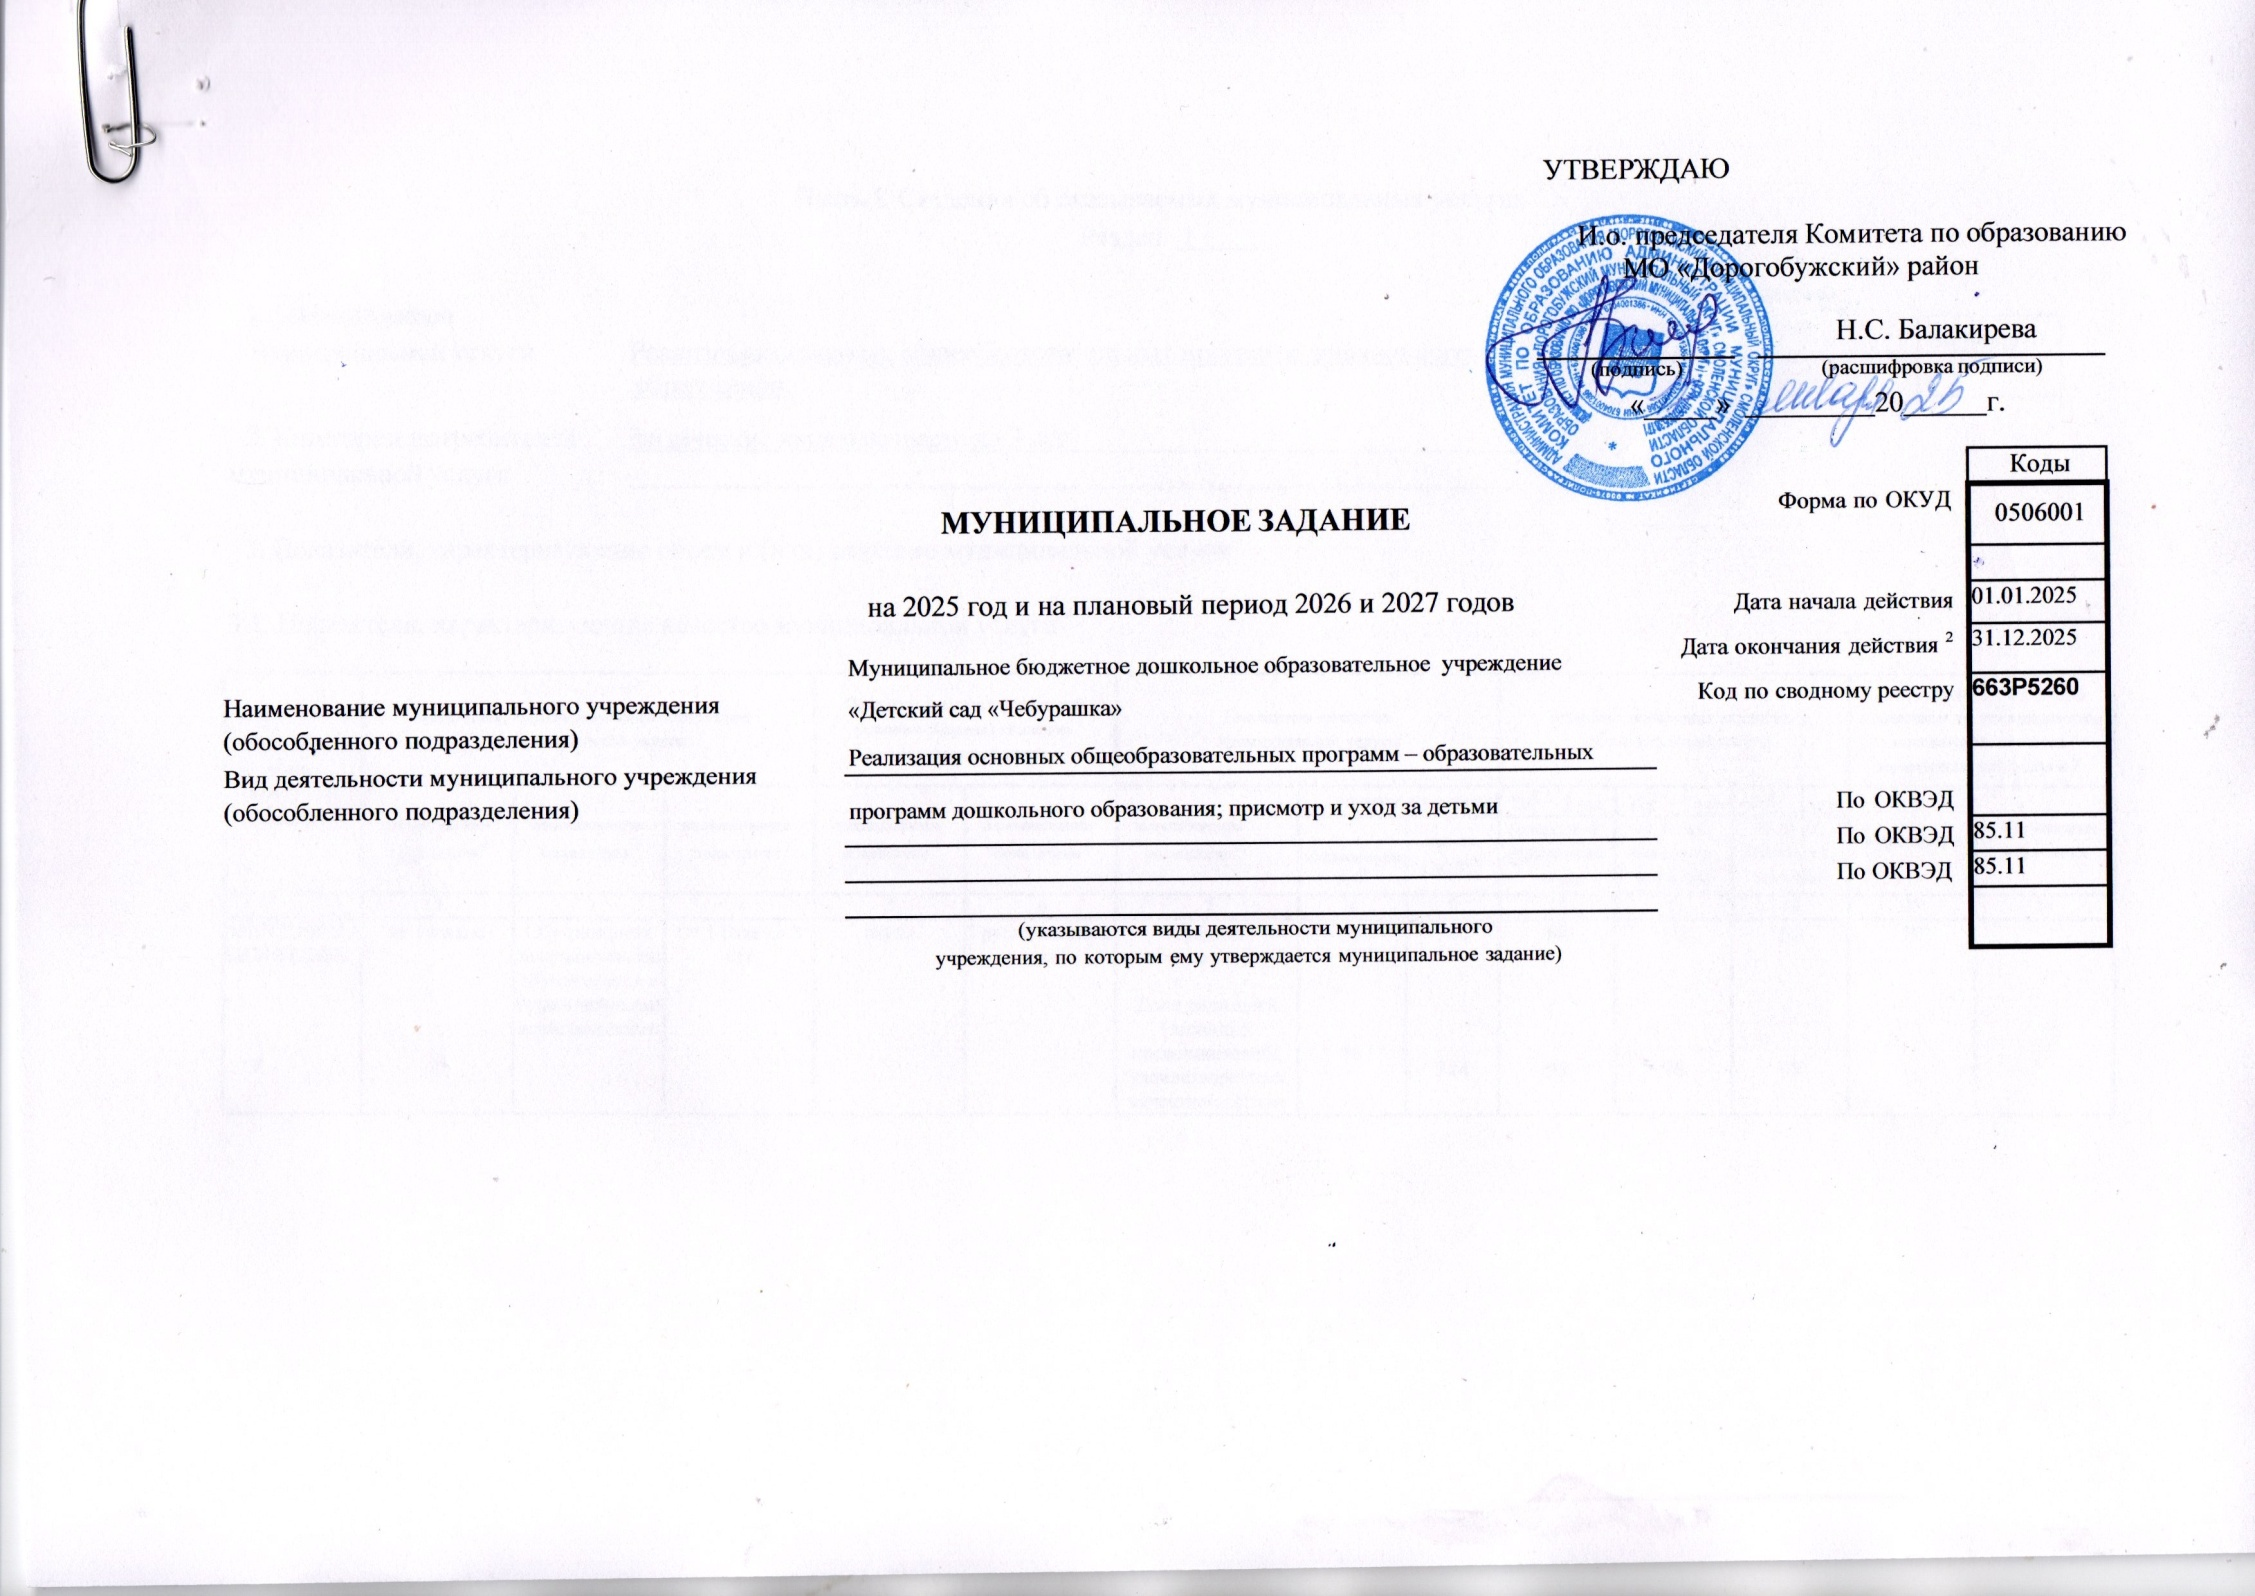 УТВЕРЖДАЮ
И.о. председателя Комитета по образованию
МО «Дорогобужский» район
Н.С. Балакирева
(подпись) (расшифровка подписи)
«_____» января 20 25 г.
Коды
Форма по ОКУД 0506001
МУНИЦИПАЛЬНОЕ ЗАДАНИЕ
на 2025 год и на плановый период 2026 и 2027 годов
Дата начала действия 01.01.2025
Дата окончания действия ² 31.12.2025
Код по сводному реестру 663Р5260
Наименование муниципального учреждения
(обособленного подразделения)
Муниципальное бюджетное дошкольное образовательное учреждение
«Детский сад «Чебурашка»
Вид деятельности муниципального учреждения
(обособленного подразделения)
Реализация основных общеобразовательных программ – образовательных
программ дошкольного образования; присмотр и уход за детьми
По ОКВЭД
По ОКВЭД 85.11
По ОКВЭД 85.11
(указываются виды деятельности муниципального
учреждения, по которым ему утверждается муниципальное задание)